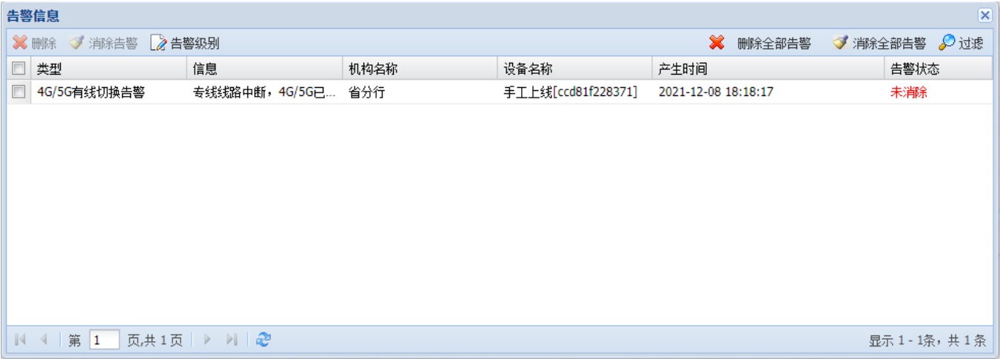 告警信息
删除 消除告警 告警级别 删除全部告警 消除全部告警 过滤
类型 信息 机构名称 设备名称 产生时间 告警状态
4G/5G有线切换告警 专线线路中断，4G/5G已... 省分行 手工上线[ccd81f228371] 2021-12-08 18:18:17 未消除
第 1 页,共 1 页 显示 1 - 1条，共 1 条